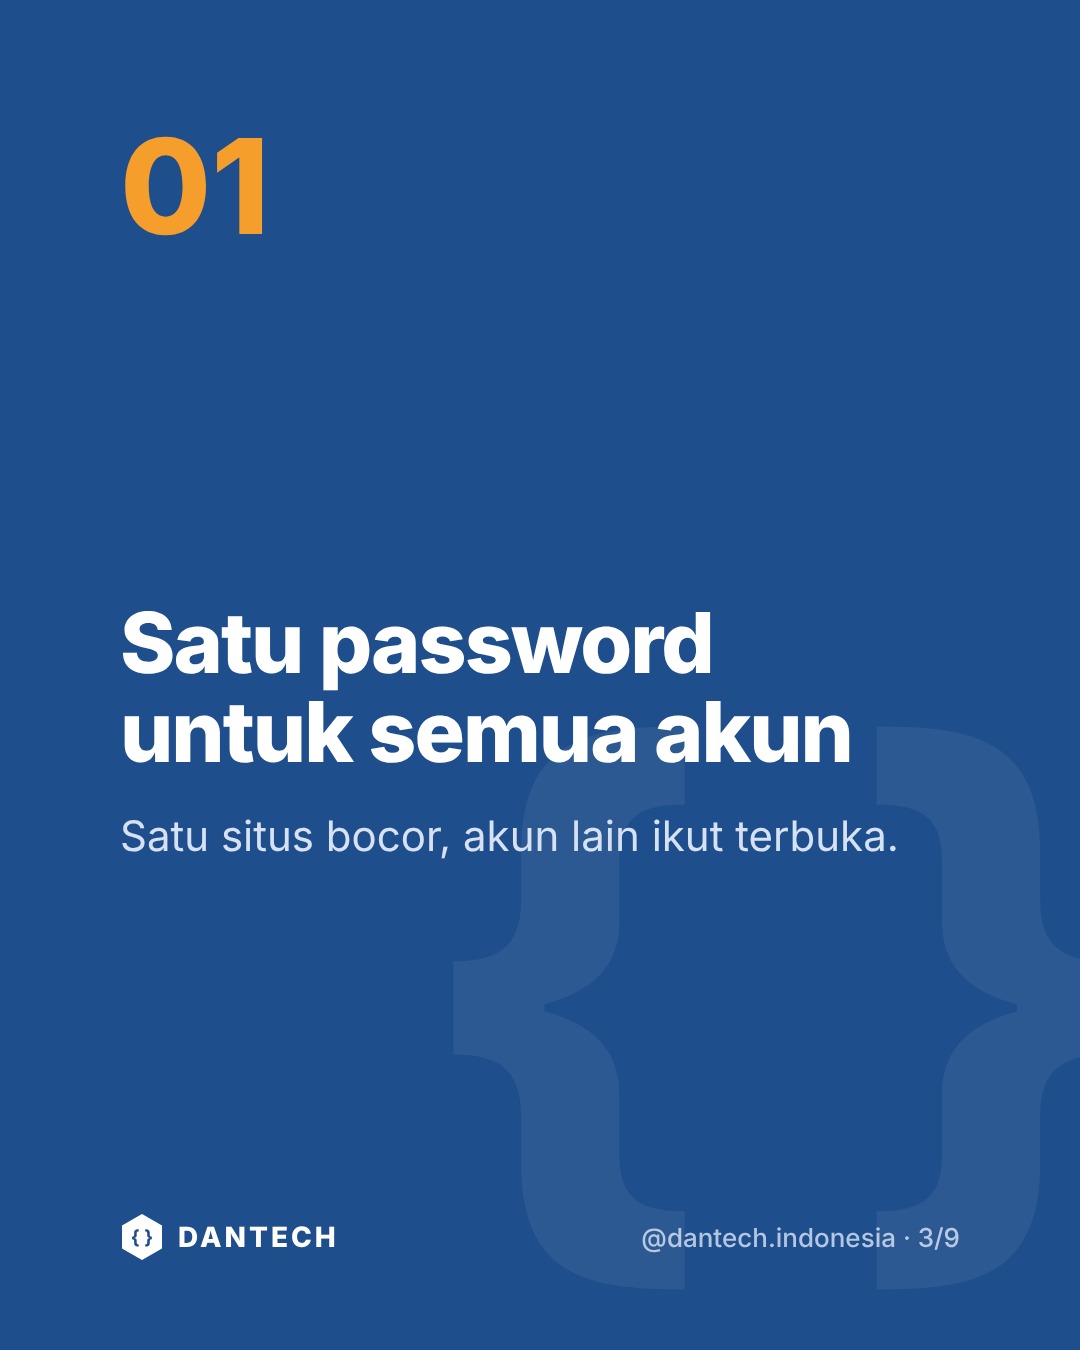 01
Satu password
untuk semua akun
Satu situs bocor, akun lain ikut terbuka.
{} DANTECH
@dantech.indonesia · 3/9